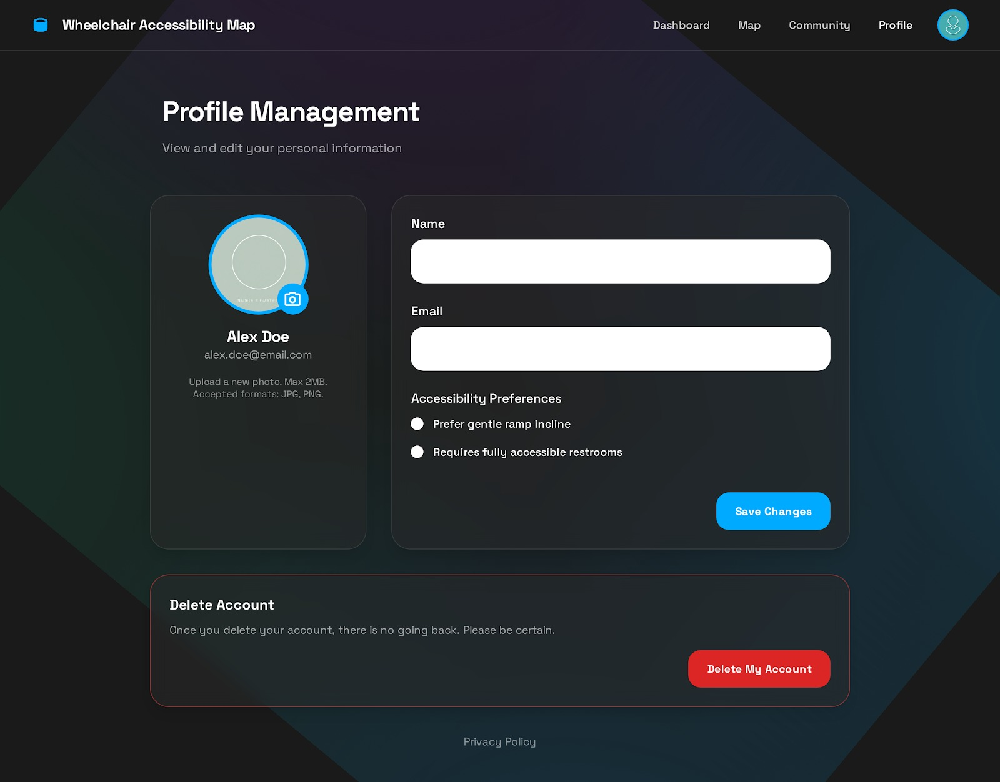 Wheelchair Accessibility Map
Dashboard
Map
Community
Profile
Profile Management
View and edit your personal information
Alex Doe
alex.doe@email.com
Upload a new photo. Max 2MB.
Accepted formats: JPG, PNG.
Name
Email
Accessibility Preferences
Prefer gentle ramp incline
Requires fully accessible restrooms
Save Changes
Delete Account
Once you delete your account, there is no going back. Please be certain.
Delete My Account
Privacy Policy